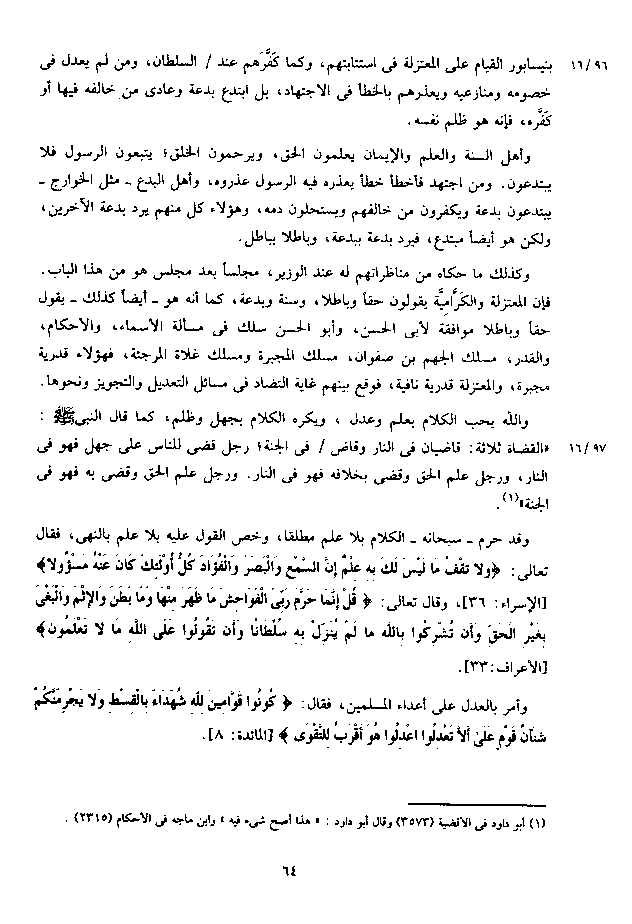 ١٦/٩٦ بنيسابور القيام على المعتزلة فى استتابتهم، وكما كَفَّرَهم عند / السلطان، ومن لم يعدل فى
خصومه ومنازعيه ويعذرهم بالخطأ فى الاجتهاد، بل ابتدع بدعة وعادى من خالفه فيها أو
كَفَّره، فإنه هو ظلم نفسه.
وأهل السنة والعلم والإيمان يعلمون الحق، ويرحمون الخلق؛ يتبعون الرسول فلا
يبتدعون. ومن اجتهد فأخطأ خطأ يعذره فيه الرسول عذروه، وأهل البدع ـ مثل الخوارج ـ
يبتدعون بدعة ويكفرون من خالفهم ويستحلون دمه، وهؤلاء كل منهم يرد بدعة الآخرين،
ولكن هو أيضاً مبتدع، فيرد بدعة ببدعة، وباطلا بباطل.
وكذلك ما حكاه من مناظراتهم له عند الوزير، مجلساً بعد مجلس هو من هذا الباب.
فإن المعتزلة والكَرَّامِيَّة يقولون حقاً وباطلا، وسنة وبدعة، كما أنه هو ـ أيضاً كذلك ـ يقول
حقاً وباطلا موافقة لأبى الحسن، وأبو الحسن سلك فى مسألة الأسماء، والأحكام،
والقدر، مسلك الجهم بن صفوان، مسلك المجبرة ومسلك غلاة المرجئة، فهؤلاء قدرية
مجبرة، والمعتزلة قدرية نافية، فوقع بينهم غاية التضاد فى مسائل التعديل والتجويز ونحوها.
والله يحب الكلام بعلم وعدل ، ويكره الكلام بجهل وظلم، كما قال النبى ﷺ :
١٦/٩٧ «القضاة ثلاثة: قاضيان فى النار وقاض / فى الجنة؛ رجل قضى للناس على جهل فهو فى
النار، ورجل علم الحق وقضى بخلافه فهو فى النار. ورجل علم الحق وقضى به فهو فى
الجنة»(١).
وقد حرم ـ سبحانه ـ الكلام بلا علم مطلقا، وخص القول عليه بلا علم بالنهى، فقال
تعالى: ﴿وَلا تَقْفُ مَا لَيْسَ لَكَ بِهِ عِلْمٌ إِنَّ السَّمْعَ وَالْبَصَرَ وَالْفُؤَادَ كُلُّ أُولَئِكَ كَانَ عَنْهُ مَسْؤُولا﴾
[الإسراء: ٣٦]، وقال تعالى: ﴿ قُلْ إِنَّمَا حَرَّمَ رَبِّيَ الْفَوَاحِشَ مَا ظَهَرَ مِنْهَا وَمَا بَطَنَ وَالإِثْمَ وَالْبَغْيَ
بِغَيْرِ الْحَقِّ وَأَن تُشْرِكُوا بِاللَّهِ مَا لَمْ يُنَزِّلْ بِهِ سُلْطَانًا وَأَن تَقُولُوا عَلَى اللَّهِ مَا لا تَعْلَمُون﴾
[الأعراف:٣٣].
وأمر بالعدل على أعداء المسلمين، فقال: ﴿ كُونُوا قَوَّامِينَ لِلَّهِ شُهَدَاءَ بِالْقِسْطِ وَلا يَجْرِمَنَّكُمْ
شَنَآنُ قَوْمٍ عَلَىٰ أَلاَّ تَعْدِلُوا اعْدِلُوا هُوَ أَقْرَبُ لِلتَّقْوَى ﴾ [المائدة: ٨].
(١) أبو داود فى الأقضية (٣٥٧٣) وقال أبو داود : « هذا أصح شىء فيه » وابن ماجه فى الأحكام (٢٣١٥) .
٦٤